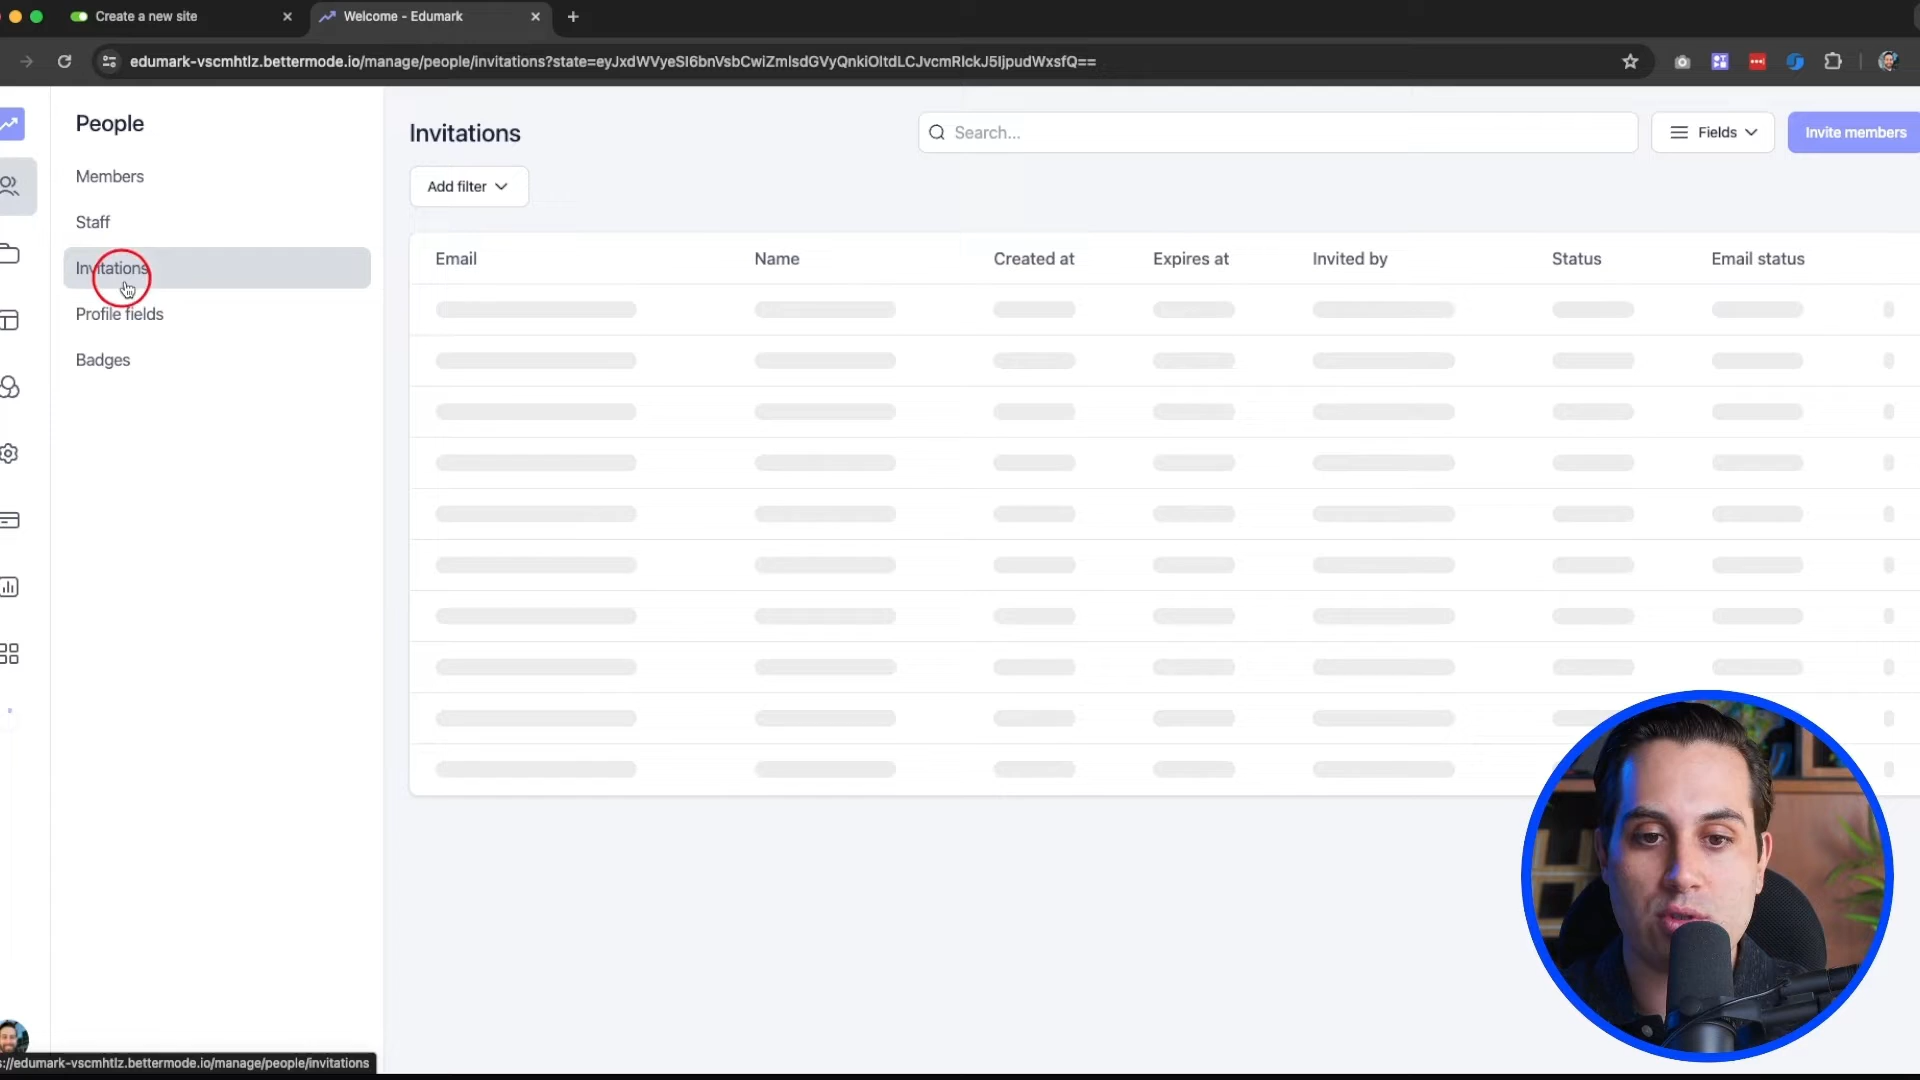 Create a new site
Welcome - Edumark
edumark-vscmhtlz.bettermode.io/manage/people/invitations?state=eyJxdWVyeSI6bnVsbCwiZmlsdGVyQnkiOltdLCJvcmRlckJ5IjpudWxsfQ==
People
Members
Staff
Invitations
Profile fields
Badges
Invitations
Search...
Fields
Invite members
Add filter
Email Name Created at Expires at Invited by Status Email status
s://edumark-vscmhtlz.bettermode.io/manage/people/invitations